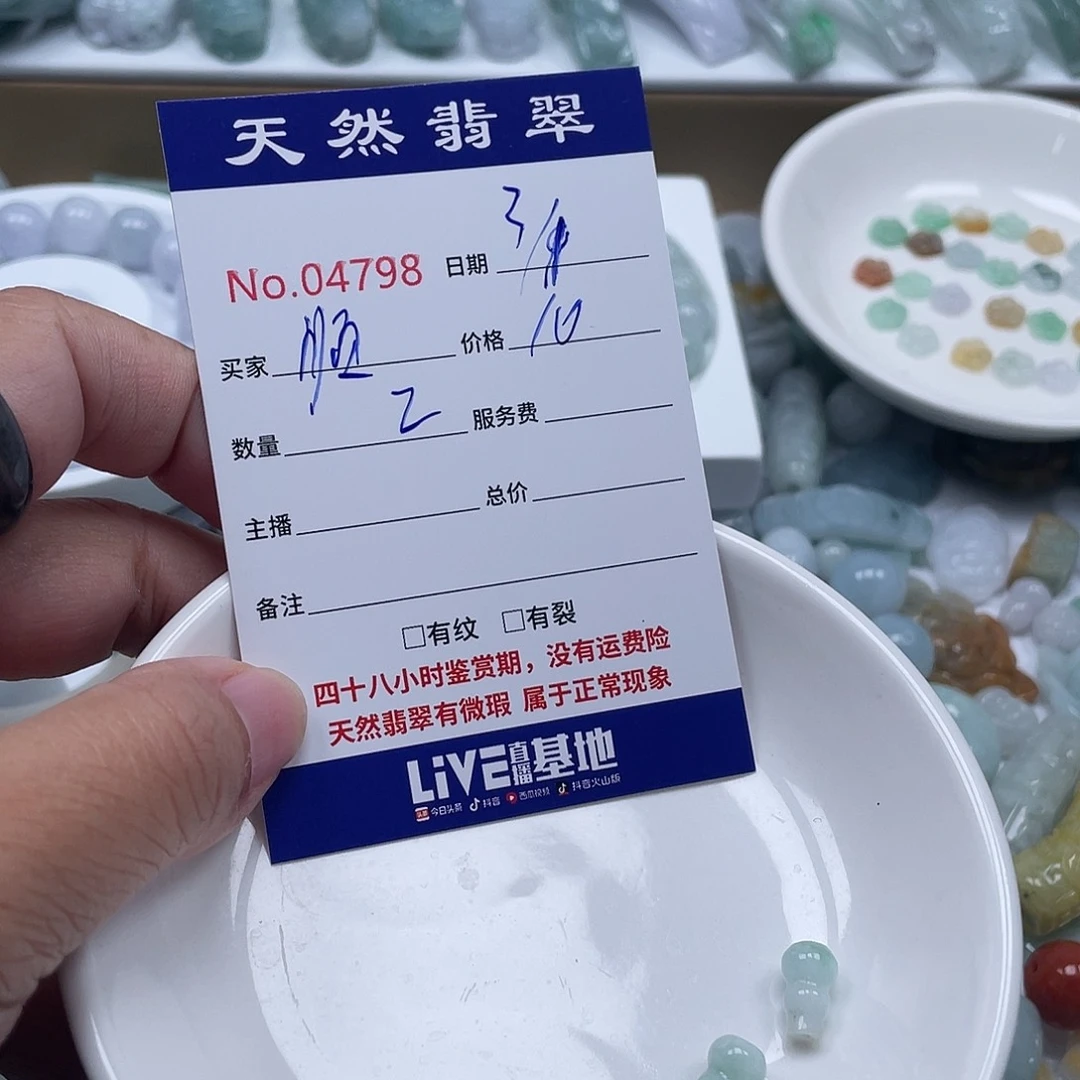 天然翡翠
No.04798 日期
买家 顺 价格 10
数量 2 服务费
主播 总价
备注
□有纹 □有裂
四十八小时鉴赏期，没有运费险
天然翡翠有微瑕 属于正常现象
LiVE直播基地
今日头条 抖音 西瓜视频 抖音火山版